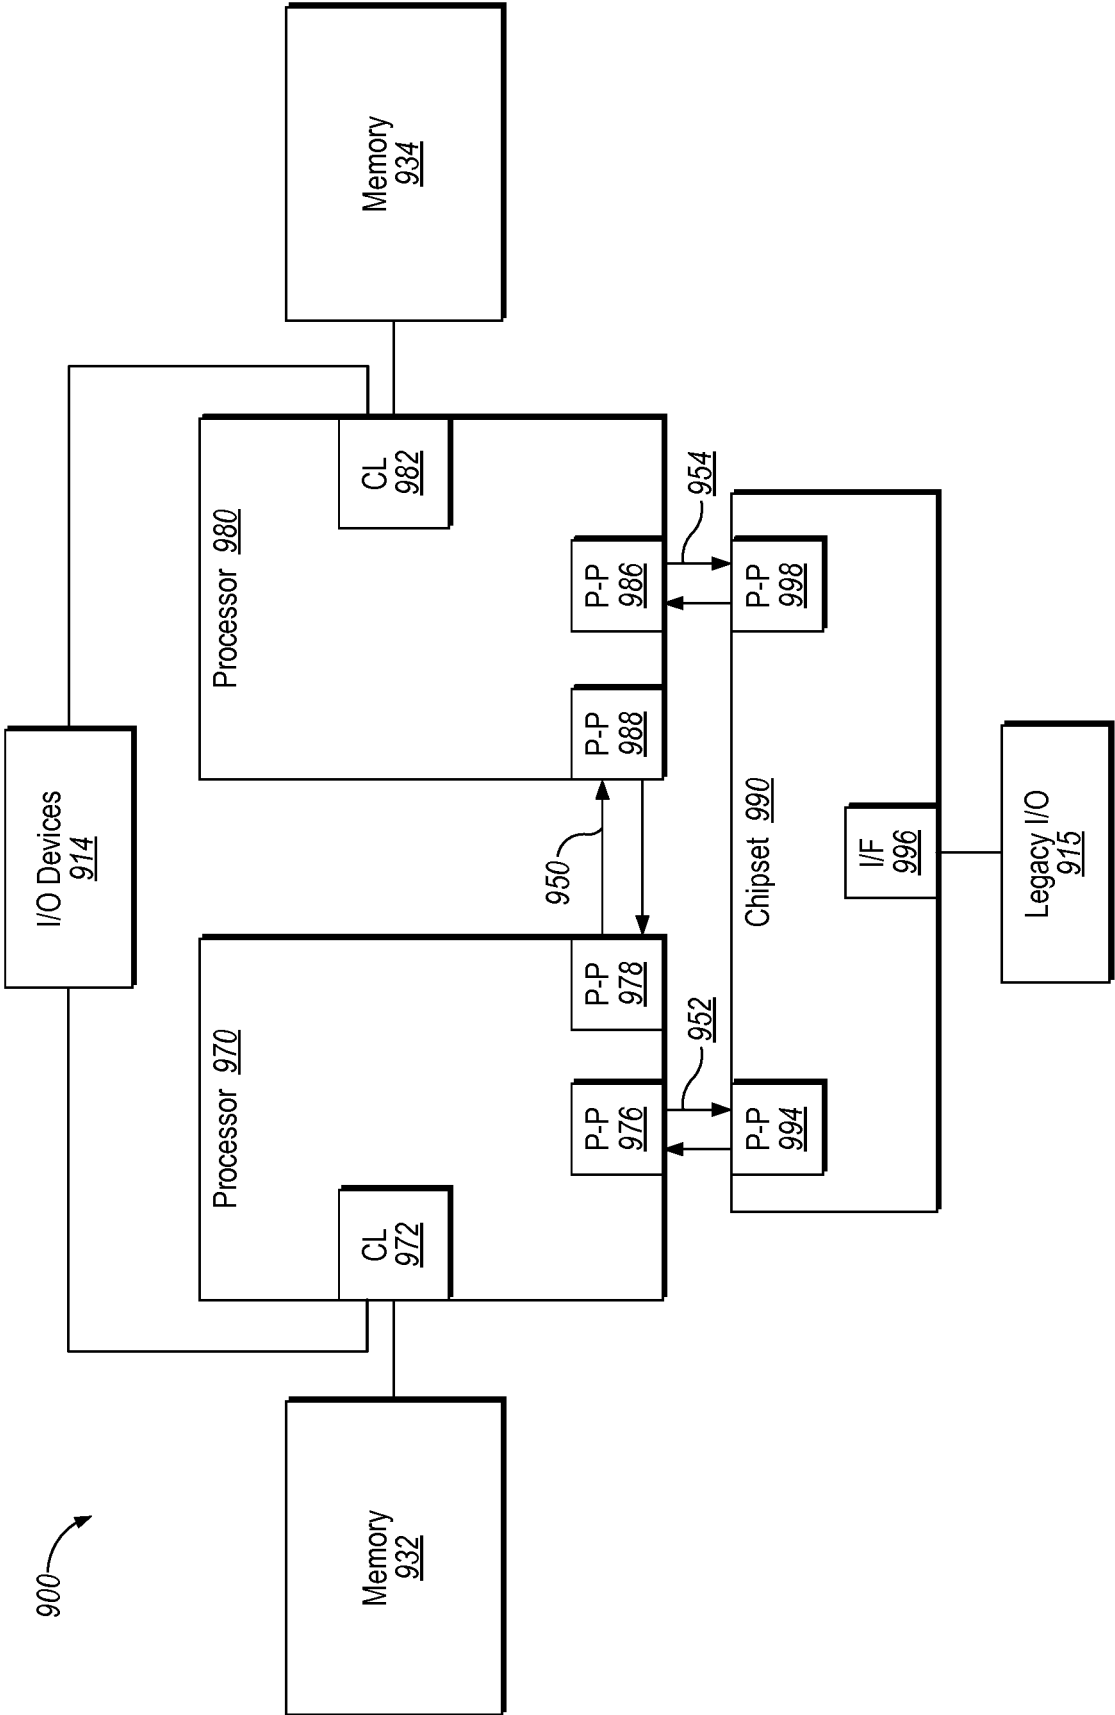 900
I/O Devices
914
Processor 970
Processor 980
Memory
932
CL
972
CL
982
Memory
934
950
P-P
976
P-P
978
P-P
988
P-P
986
952
954
P-P
994
Chipset 990
P-P
998
I/F
996
Legacy I/O
915